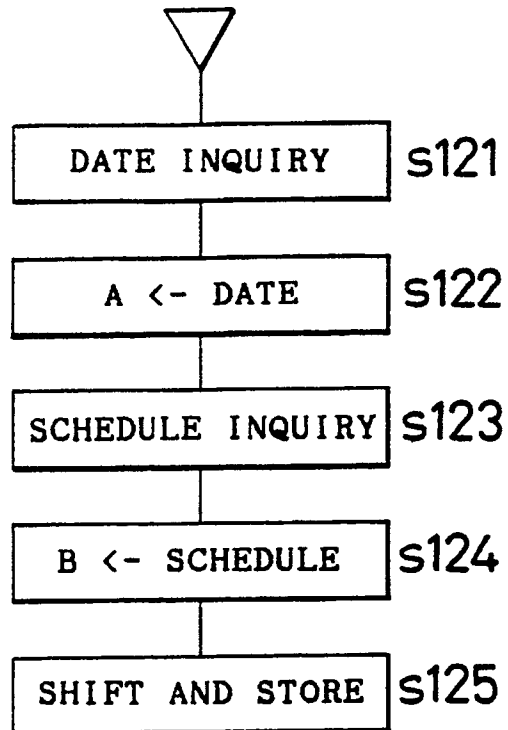 DATE INQUIRY S121
A <- DATE S122
SCHEDULE INQUIRY S123
B <- SCHEDULE S124
SHIFT AND STORE S125